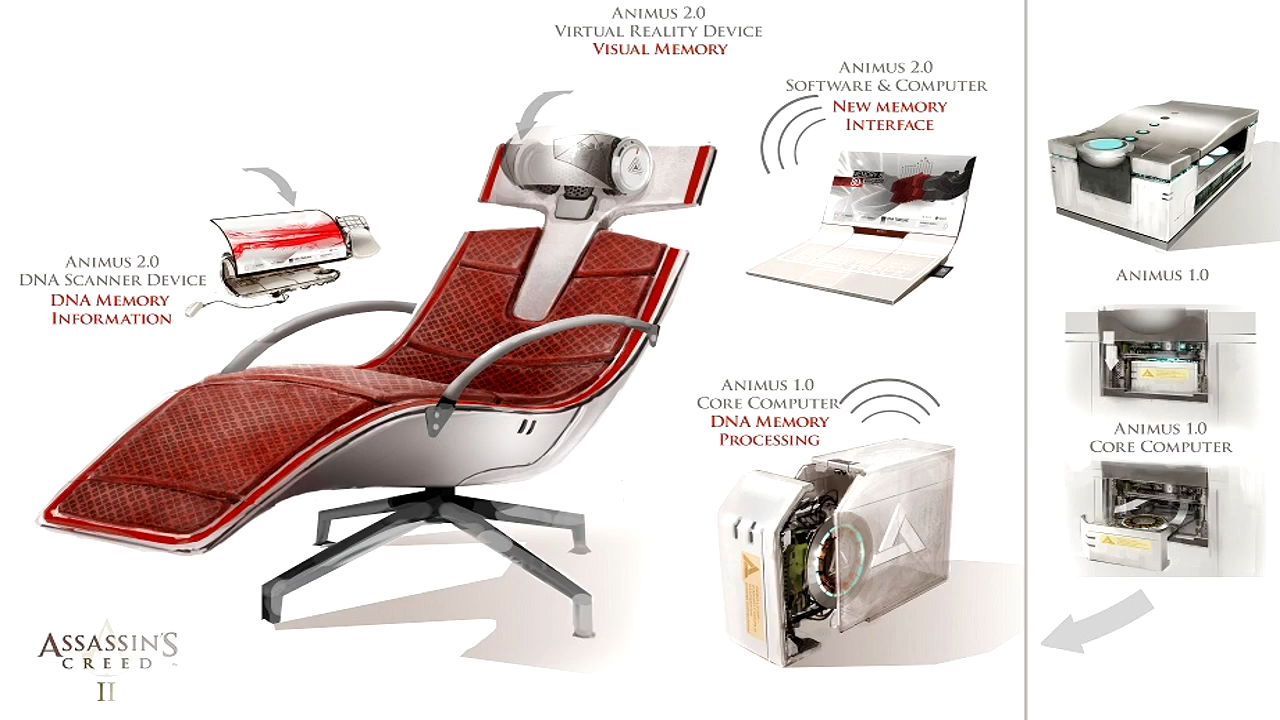 ANIMUS 2.0
VIRTUAL REALITY DEVICE
VISUAL MEMORY
ANIMUS 2.0
SOFTWARE & COMPUTER
NEW MEMORY
INTERFACE
ANIMUS 2.0
DNA SCANNER DEVICE
DNA MEMORY
INFORMATION
ANIMUS 1.0
CORE COMPUTER
DNA MEMORY
PROCESSING
ANIMUS 1.0
ANIMUS 1.0
CORE COMPUTER
ASSASSIN'S
CREED
II